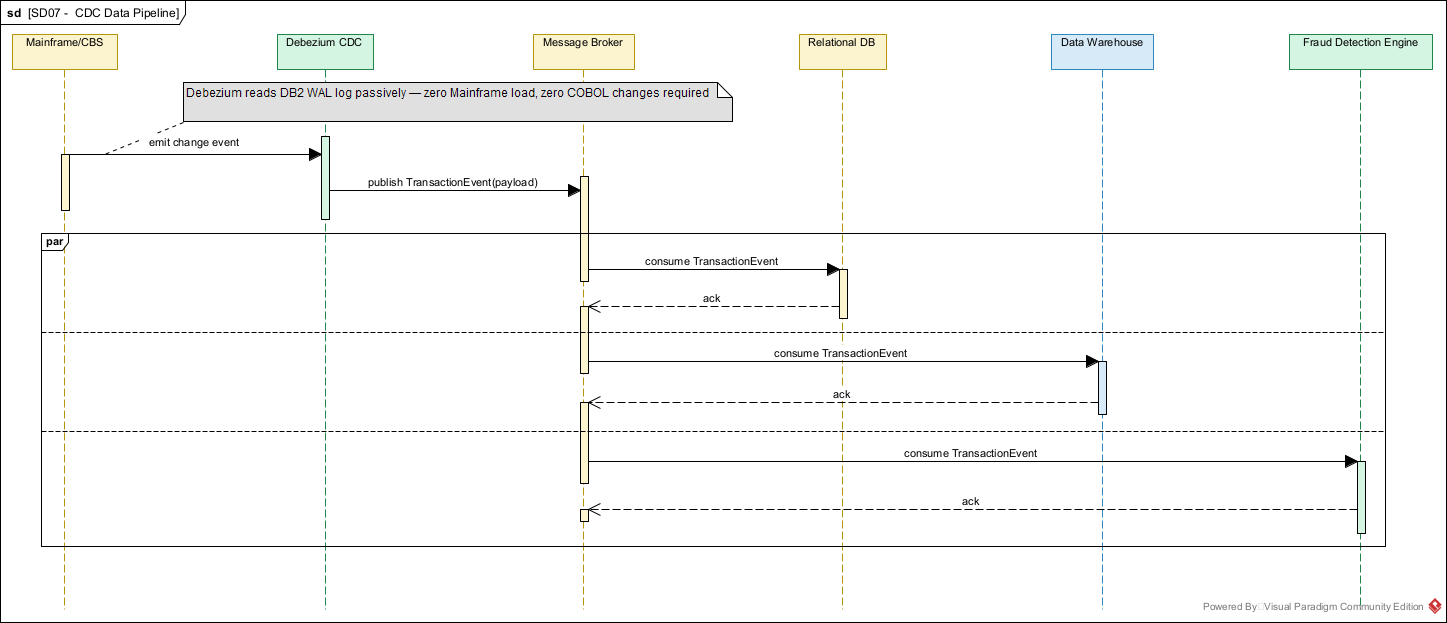 sd [SD07 - CDC Data Pipeline]
Mainframe/CBS
Debezium CDC
Message Broker
Relational DB
Data Warehouse
Fraud Detection Engine
Debezium reads DB2 WAL log passively — zero Mainframe load, zero COBOL changes required
emit change event
publish TransactionEvent(payload)
par
consume TransactionEvent
ack
consume TransactionEvent
ack
consume TransactionEvent
ack
Powered By Visual Paradigm Community Edition